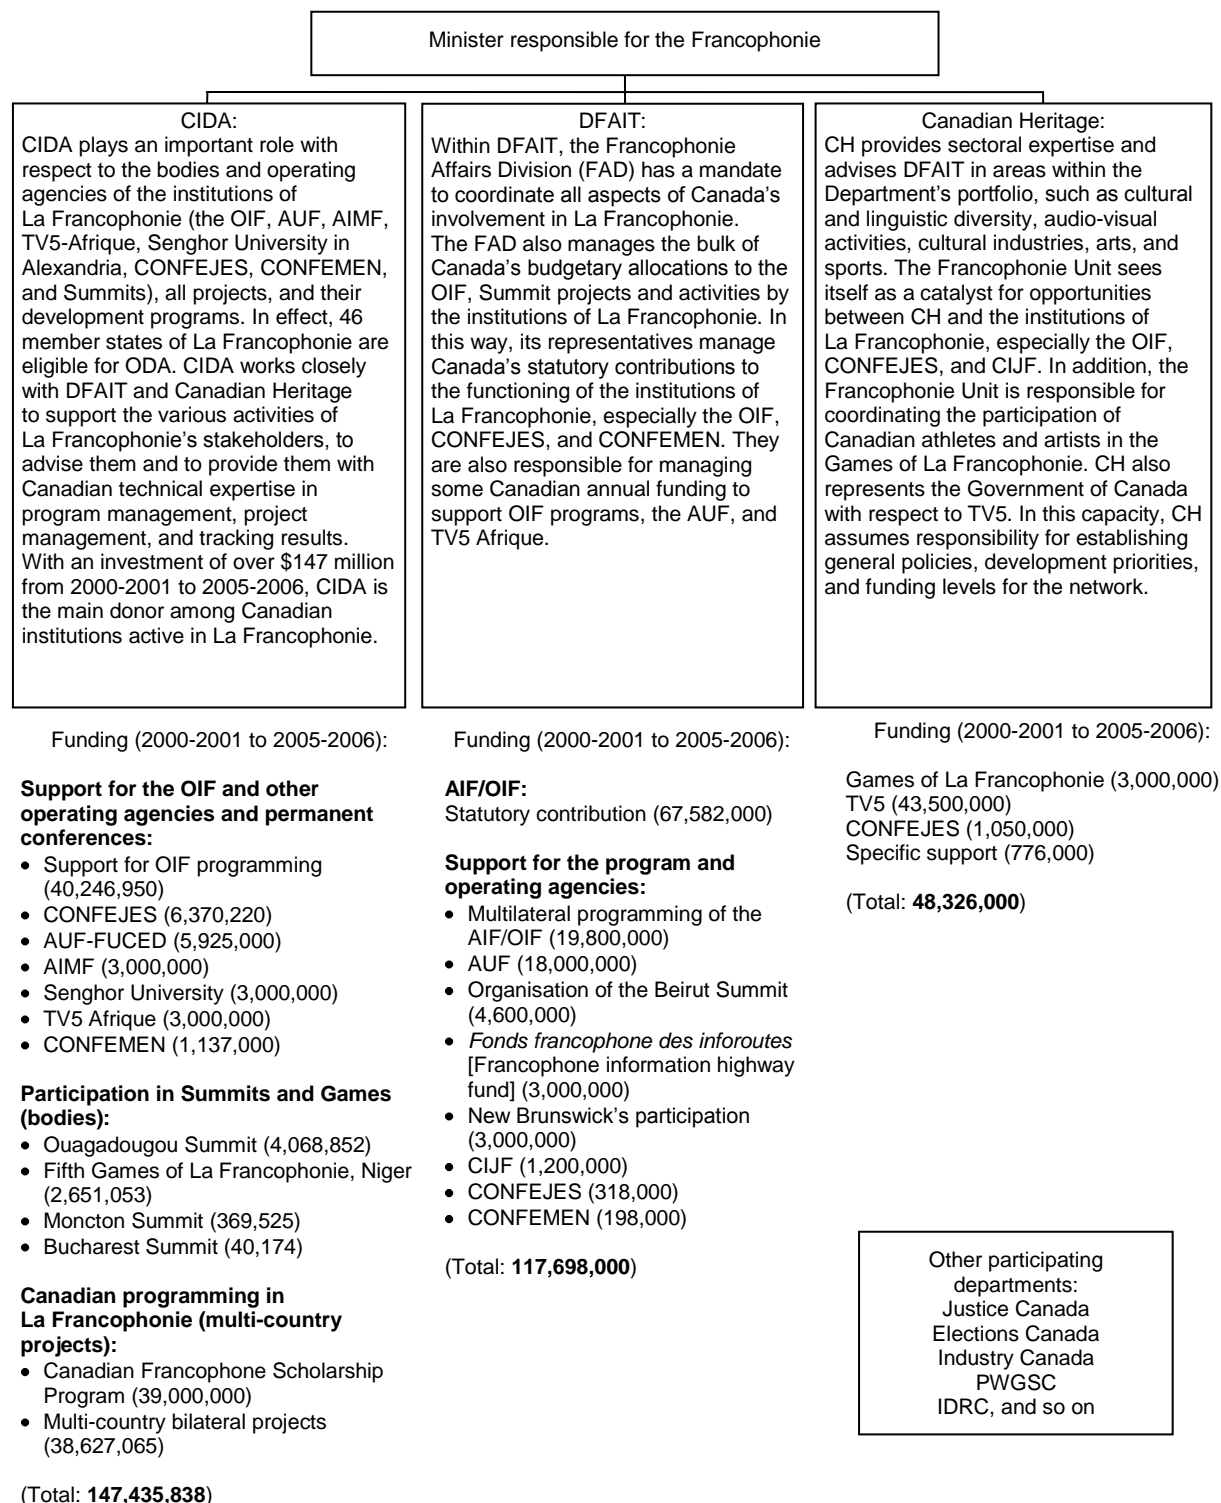 Minister responsible for the Francophonie
CIDA:
CIDA plays an important role with
respect to the bodies and operating
agencies of the institutions of
La Francophonie (the OIF, AUF, AIMF,
TV5-Afrique, Senghor University in
Alexandria, CONFEJES, CONFEMEN,
and Summits), all projects, and their
development programs. In effect, 46
member states of La Francophonie are
eligible for ODA. CIDA works closely
with DFAIT and Canadian Heritage
to support the various activities of
La Francophonie's stakeholders, to
advise them and to provide them with
Canadian technical expertise in
program management, project
management, and tracking results.
With an investment of over $147 million
from 2000-2001 to 2005-2006, CIDA is
the main donor among Canadian
institutions active in La Francophonie.
DFAIT:
Within DFAIT, the Francophonie
Affairs Division (FAD) has a mandate
to coordinate all aspects of Canada's
involvement in La Francophonie.
The FAD also manages the bulk of
Canada's budgetary allocations to the
OIF, Summit projects and activities by
the institutions of La Francophonie. In
this way, its representatives manage
Canada's statutory contributions to
the functioning of the institutions of
La Francophonie, especially the OIF,
CONFEJES, and CONFEMEN. They
are also responsible for managing
some Canadian annual funding to
support OIF programs, the AUF, and
TV5 Afrique.
Canadian Heritage:
CH provides sectoral expertise and
advises DFAIT in areas within the
Department's portfolio, such as cultural
and linguistic diversity, audio-visual
activities, cultural industries, arts, and
sports. The Francophonie Unit sees
itself as a catalyst for opportunities
between CH and the institutions of
La Francophonie, especially the OIF,
CONFEJES, and CIJF. In addition, the
Francophonie Unit is responsible for
coordinating the participation of
Canadian athletes and artists in the
Games of La Francophonie. CH also
represents the Government of Canada
with respect to TV5. In this capacity, CH
assumes responsibility for establishing
general policies, development priorities,
and funding levels for the network.
Funding (2000-2001 to 2005-2006):
Support for the OIF and other
operating agencies and permanent
conferences:
• Support for OIF programming
(40,246,950)
• CONFEJES (6,370,220)
• AUF-FUCED (5,925,000)
• AIMF (3,000,000)
• Senghor University (3,000,000)
• TV5 Afrique (3,000,000)
• CONFEMEN (1,137,000)
Participation in Summits and Games
(bodies):
• Ouagadougou Summit (4,068,852)
• Fifth Games of La Francophonie, Niger
(2,651,053)
• Moncton Summit (369,525)
• Bucharest Summit (40,174)
Canadian programming in
La Francophonie (multi-country
projects):
• Canadian Francophone Scholarship
Program (39,000,000)
• Multi-country bilateral projects
(38,627,065)
(Total: 147,435,838)
Funding (2000-2001 to 2005-2006):
AIF/OIF:
Statutory contribution (67,582,000)
Support for the program and
operating agencies:
• Multilateral programming of the
AIF/OIF (19,800,000)
• AUF (18,000,000)
• Organisation of the Beirut Summit
(4,600,000)
• Fonds francophone des inforoutes
[Francophone information highway
fund] (3,000,000)
• New Brunswick's participation
(3,000,000)
• CIJF (1,200,000)
• CONFEJES (318,000)
• CONFEMEN (198,000)
(Total: 117,698,000)
Funding (2000-2001 to 2005-2006):
Games of La Francophonie (3,000,000)
TV5 (43,500,000)
CONFEJES (1,050,000)
Specific support (776,000)
(Total: 48,326,000)
Other participating
departments:
Justice Canada
Elections Canada
Industry Canada
PWGSC
IDRC, and so on